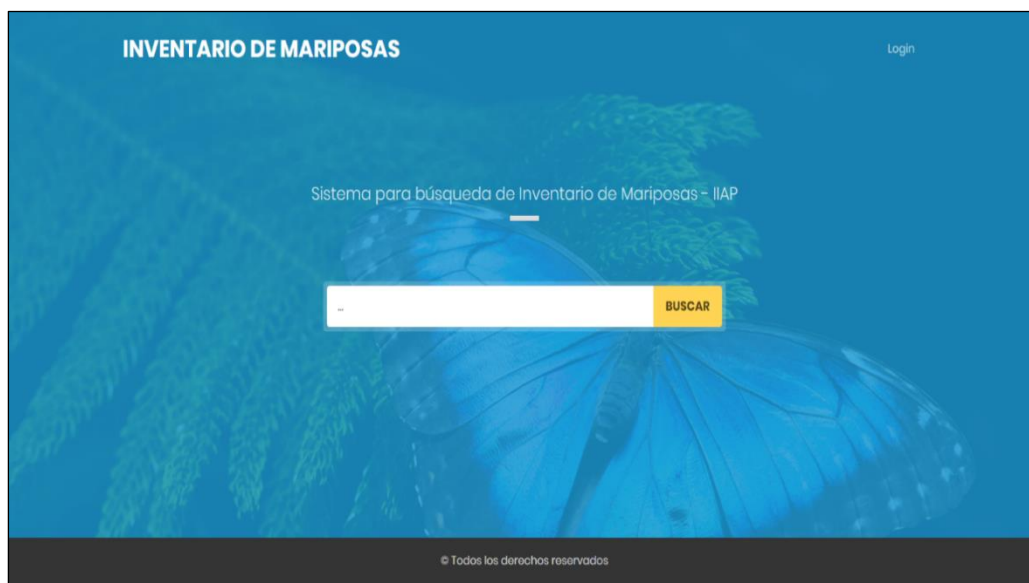 INVENTARIO DE MARIPOSAS
Login
Sistema para búsqueda de Inventario de Mariposas - IIAP
...
BUSCAR
© Todos los derechos reservados